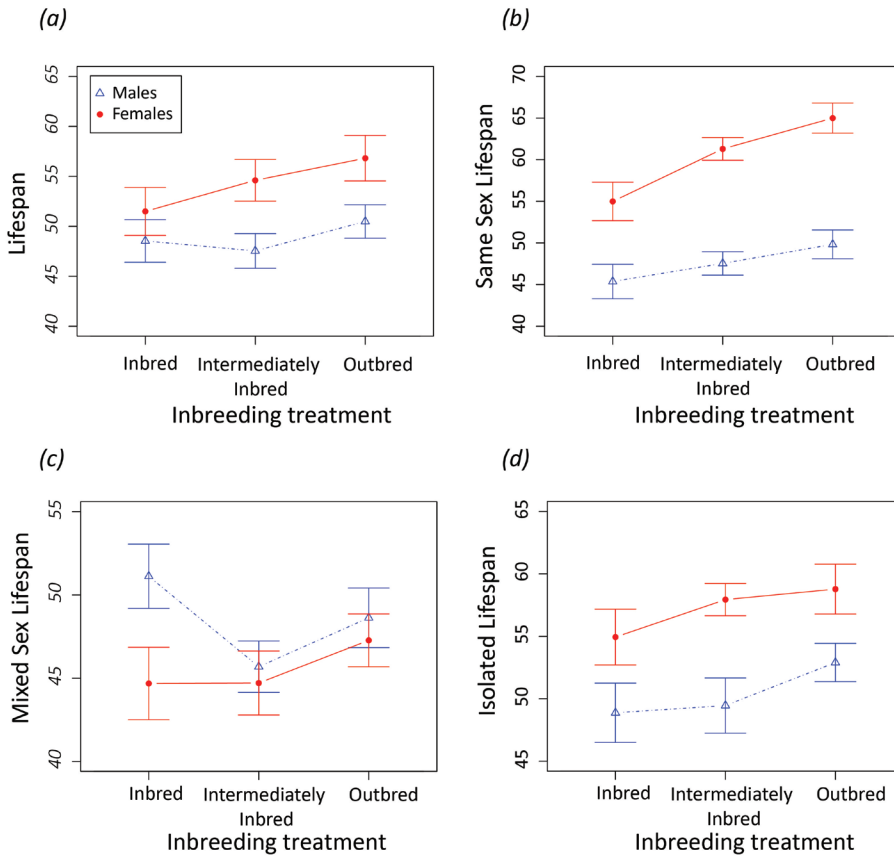 (a)
65
60
55
50
45
40
Lifespan
Males
Females
Inbred Intermediately Outbred
Inbred
Inbreeding treatment
(b)
70
65
60
55
50
45
40
Same Sex Lifespan
Inbred Intermediately Outbred
Inbred
Inbreeding treatment
(c)
55
50
45
40
Mixed Sex Lifespan
Inbred Intermediately Outbred
Inbred
Inbreeding treatment
(d)
65
60
55
50
45
Isolated Lifespan
Inbred Intermediately Outbred
Inbred
Inbreeding treatment